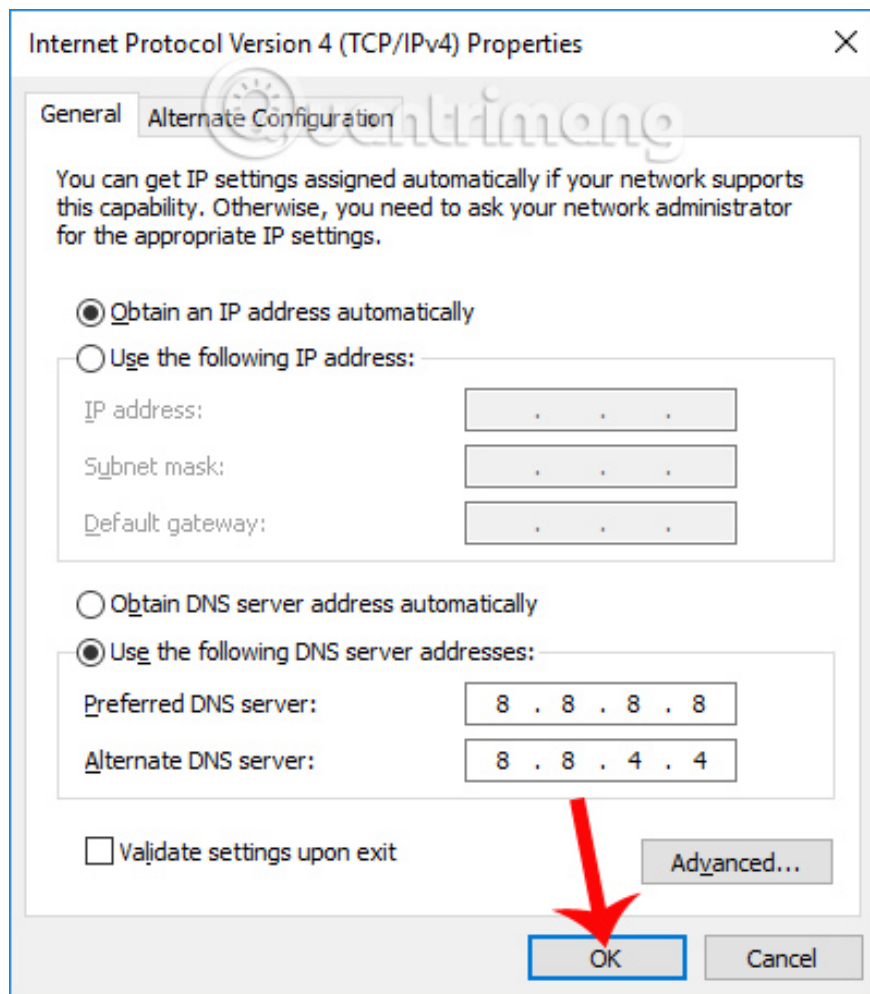 Internet Protocol Version 4 (TCP/IPv4) Properties
Quantrimang
General
Alternate Configuration
You can get IP settings assigned automatically if your network supports
this capability. Otherwise, you need to ask your network administrator
for the appropriate IP settings.
Obtain an IP address automatically
Use the following IP address:
IP address: . . .
Subnet mask: . . .
Default gateway: . . .
Obtain DNS server address automatically
Use the following DNS server addresses:
Preferred DNS server: 8 . 8 . 8 . 8
Alternate DNS server: 8 . 8 . 4 . 4
Validate settings upon exit
Advanced...
OK Cancel